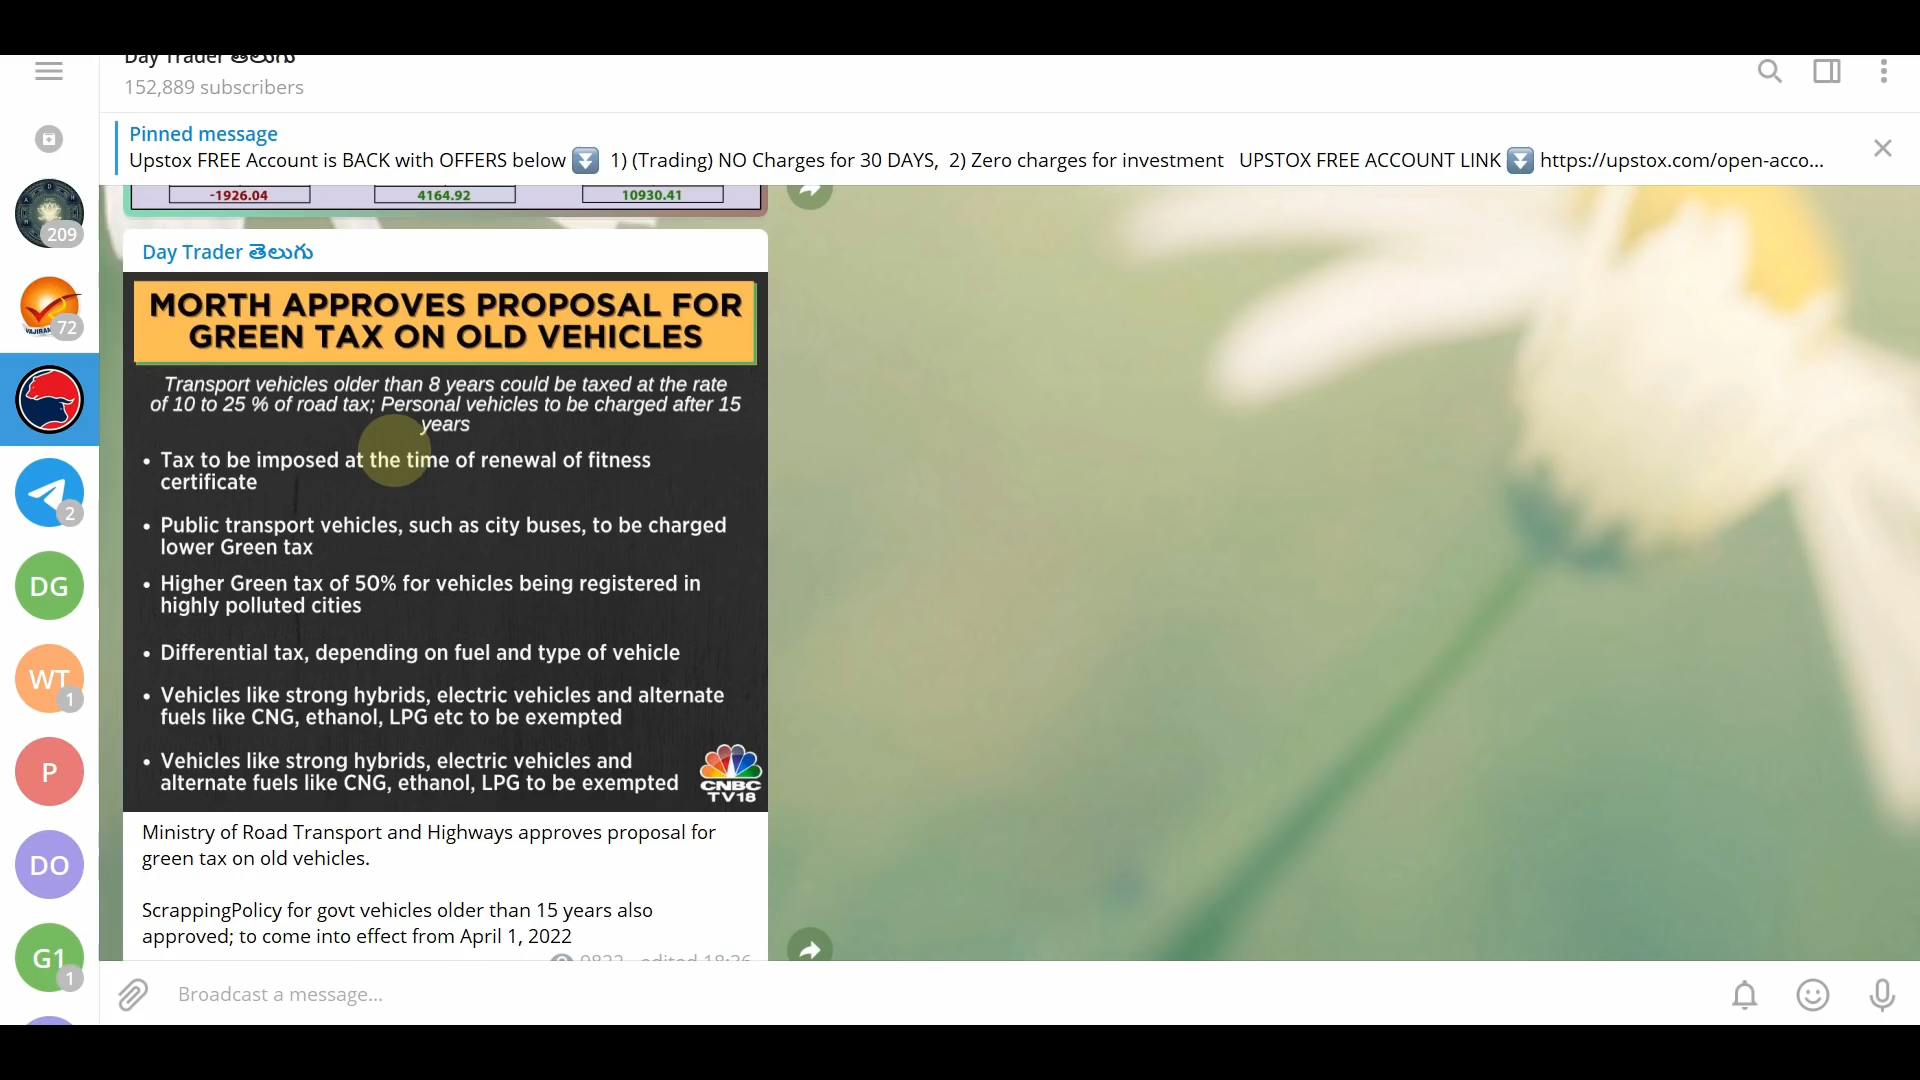 Day Trader తెలుగు
152,889 subscribers
Pinned message
Upstox FREE Account is BACK with OFFERS below ⏬ 1) (Trading) NO Charges for 30 DAYS, 2) Zero charges for investment UPSTOX FREE ACCOUNT LINK ⏬ https://upstox.com/open-acco...
-1926.04 4164.92 10930.41
Day Trader తెలుగు
MORTH APPROVES PROPOSAL FOR
GREEN TAX ON OLD VEHICLES
Transport vehicles older than 8 years could be taxed at the rate
of 10 to 25 % of road tax; Personal vehicles to be charged after 15
years
• Tax to be imposed at the time of renewal of fitness
certificate
• Public transport vehicles, such as city buses, to be charged
lower Green tax
• Higher Green tax of 50% for vehicles being registered in
highly polluted cities
• Differential tax, depending on fuel and type of vehicle
• Vehicles like strong hybrids, electric vehicles and alternate
fuels like CNG, ethanol, LPG etc to be exempted
• Vehicles like strong hybrids, electric vehicles and
alternate fuels like CNG, ethanol, LPG to be exempted
CNBC
TV18
Ministry of Road Transport and Highways approves proposal for
green tax on old vehicles.
ScrappingPolicy for govt vehicles older than 15 years also
approved; to come into effect from April 1, 2022
Broadcast a message...
209
72
2
DG
WT
1
P
DO
G1
1